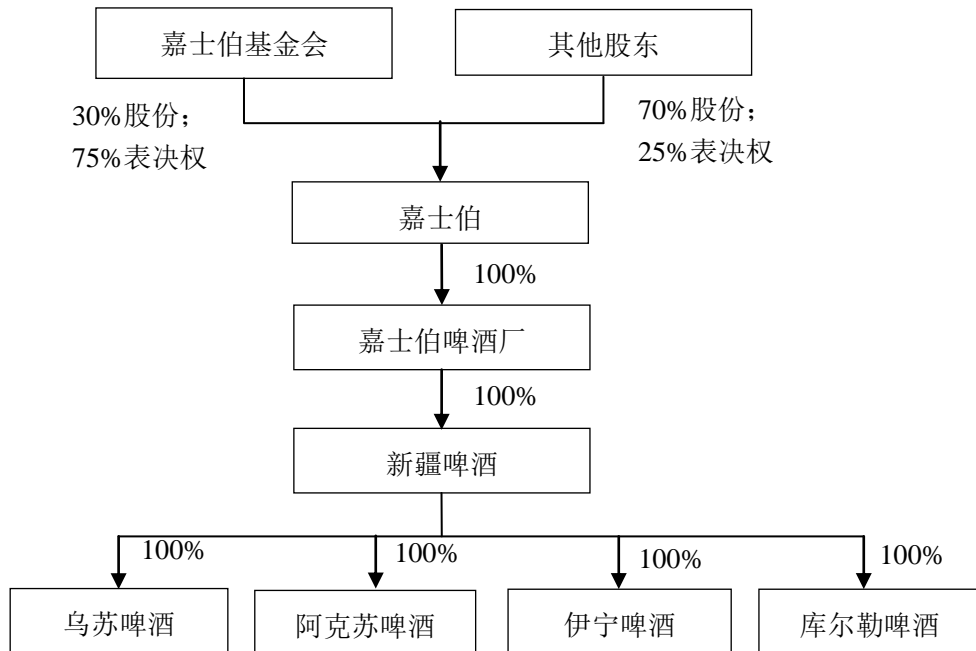 嘉士伯基金会
其他股东
30%股份；
75%表决权
70%股份；
25%表决权
嘉士伯
100%
嘉士伯啤酒厂
100%
新疆啤酒
100%
100%
100%
100%
乌苏啤酒
阿克苏啤酒
伊宁啤酒
库尔勒啤酒